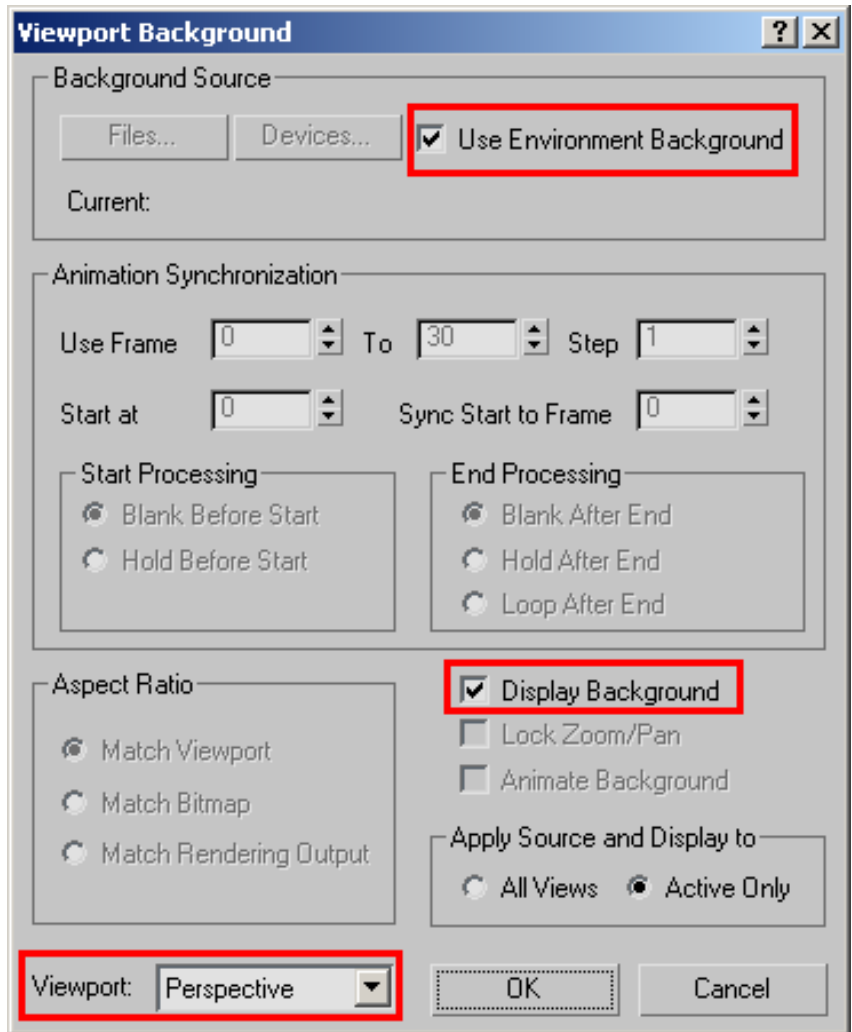 Viewport Background
Background Source
Files... Devices... Use Environment Background
Current:
Animation Synchronization
Use Frame 0 To 30 Step 1
Start at 0 Sync Start to Frame 0
Start Processing
Blank Before Start
Hold Before Start
End Processing
Blank After End
Hold After End
Loop After End
Aspect Ratio
Match Viewport
Match Bitmap
Match Rendering Output
Display Background
Lock Zoom/Pan
Animate Background
Apply Source and Display to
All Views Active Only
Viewport: Perspective OK Cancel